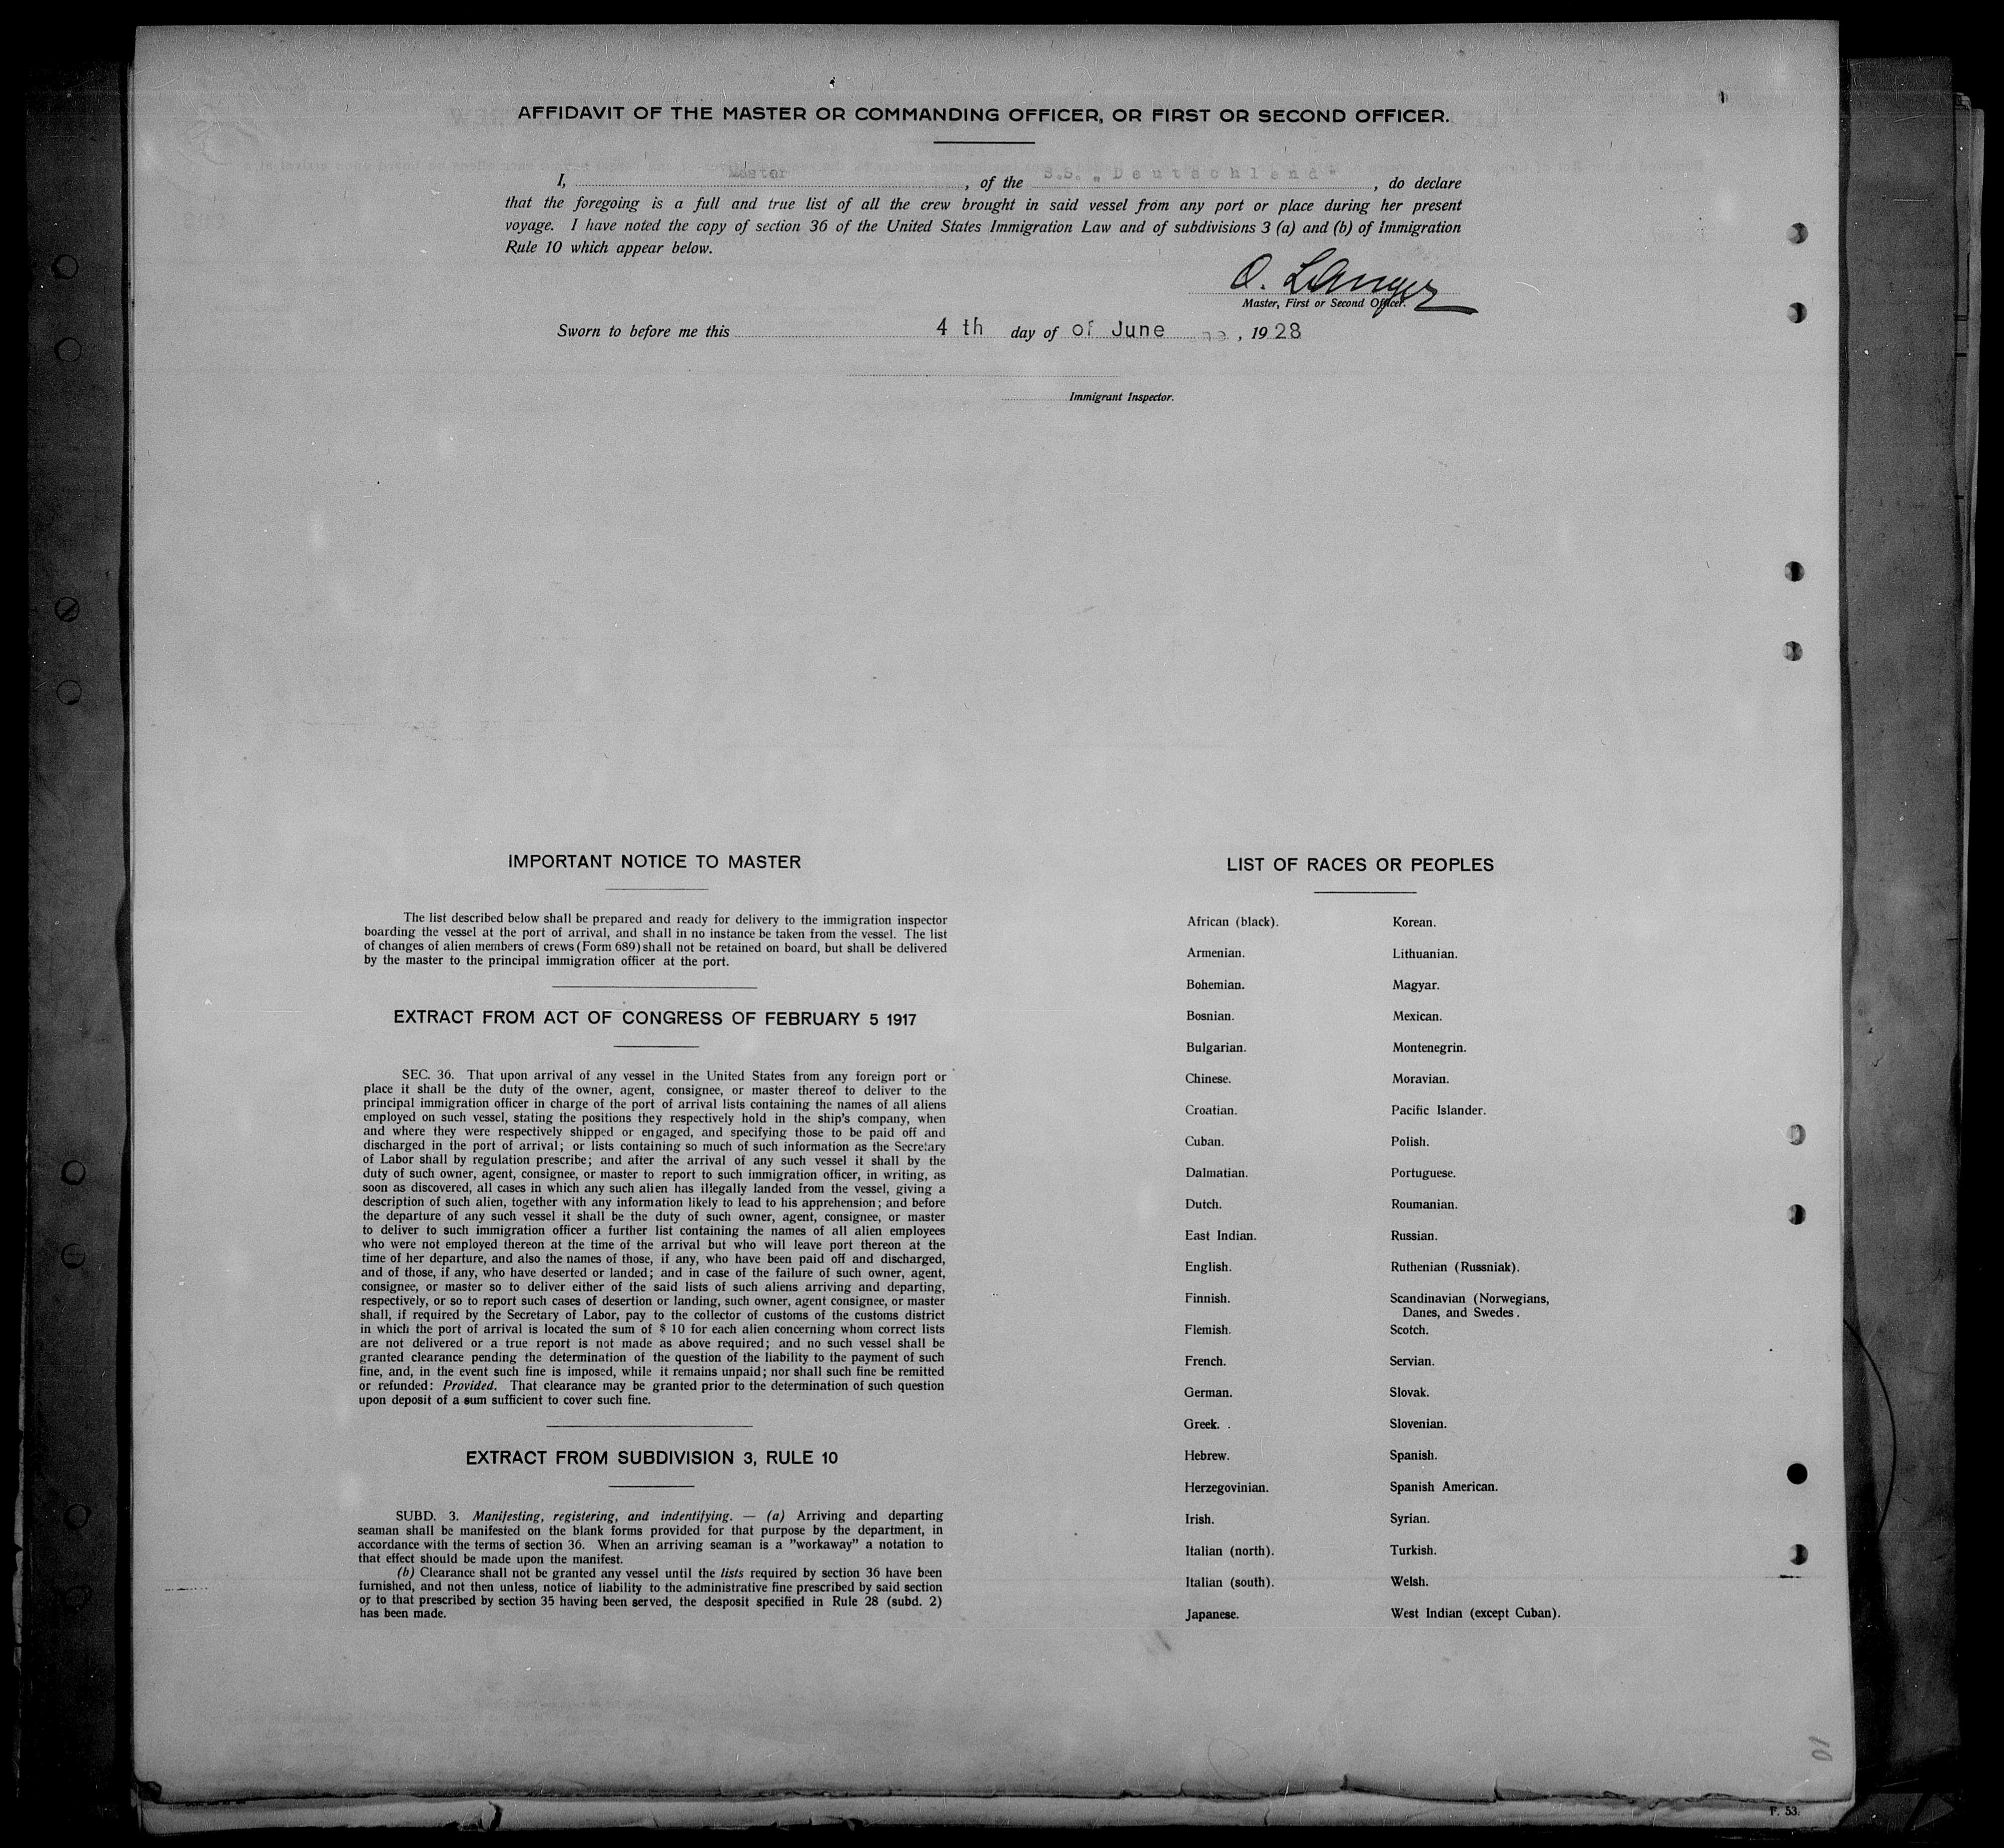 AFFIDAVIT OF THE MASTER OR COMMANDING OFFICER, OR FIRST OR SECOND OFFICER.
I, Master, of the S.S. „Deutschland", do declare
that the foregoing is a full and true list of all the crew brought in said vessel from any port or place during her present
voyage. I have noted the copy of section 36 of the United States Immigration Law and of subdivisions 3 (a) and (b) of Immigration
Rule 10 which appear below.
O. Langer
Master, First or Second Officer.
Sworn to before me this 4 th day of of June, 19 28
Immigrant Inspector.
IMPORTANT NOTICE TO MASTER
The list described below shall be prepared and ready for delivery to the immigration inspector
boarding the vessel at the port of arrival, and shall in no instance be taken from the vessel. The list
of changes of alien members of crews (Form 689) shall not be retained on board, but shall be delivered
by the master to the principal immigration officer at the port.
EXTRACT FROM ACT OF CONGRESS OF FEBRUARY 5 1917
SEC. 36. That upon arrival of any vessel in the United States from any foreign port or
place it shall be the duty of the owner, agent, consignee, or master thereof to deliver to the
principal immigration officer in charge of the port of arrival lists containing the names of all aliens
employed on such vessel, stating the positions they respectively hold in the ship's company, when
and where they were respectively shipped or engaged, and specifying those to be paid off and
discharged in the port of arrival; or lists containing so much of such information as the Secretary
of Labor shall by regulation prescribe; and after the arrival of any such vessel it shall by the
duty of such owner, agent, consignee, or master to report to such immigration officer, in writing, as
soon as discovered, all cases in which any such alien has illegally landed from the vessel, giving a
description of such alien, together with any information likely to lead to his apprehension; and before
the departure of any such vessel it shall be the duty of such owner, agent, consignee, or master
to deliver to such immigration officer a further list containing the names of all alien employees
who were not employed thereon at the time of the arrival but who will leave port thereon at the
time of her departure, and also the names of those, if any, who have been paid off and discharged,
and of those, if any, who have deserted or landed; and in case of the failure of such owner, agent,
consignee, or master so to deliver either of the said lists of such aliens arriving and departing,
respectively, or so to report such cases of desertion or landing, such owner, agent consignee, or master
shall, if required by the Secretary of Labor, pay to the collector of customs of the customs district
in which the port of arrival is located the sum of $ 10 for each alien concerning whom correct lists
are not delivered or a true report is not made as above required; and no such vessel shall be
granted clearance pending the determination of the question of the liability to the payment of such
fine, and, in the event such fine is imposed, while it remains unpaid; nor shall such fine be remitted
or refunded: Provided. That clearance may be granted prior to the determination of such question
upon deposit of a sum sufficient to cover such fine.
EXTRACT FROM SUBDIVISION 3, RULE 10
SUBD. 3. Manifesting, registering, and indentifying. — (a) Arriving and departing
seaman shall be manifested on the blank forms provided for that purpose by the department, in
accordance with the terms of section 36. When an arriving seaman is a "workaway" a notation to
that effect should be made upon the manifest.
(b) Clearance shall not be granted any vessel until the lists required by section 36 have been
furnished, and not then unless, notice of liability to the administrative fine prescribed by said section
or to that prescribed by section 35 having been served, the desposit specified in Rule 28 (subd. 2)
has been made.
LIST OF RACES OR PEOPLES
African (black).
Armenian.
Bohemian.
Bosnian.
Bulgarian.
Chinese.
Croatian.
Cuban.
Dalmatian.
Dutch.
East Indian.
English.
Finnish.
Flemish.
French.
German.
Greek.
Hebrew.
Herzegovinian.
Irish.
Italian (north).
Italian (south).
Japanese.
Korean.
Lithuanian.
Magyar.
Mexican.
Montenegrin.
Moravian.
Pacific Islander.
Polish.
Portuguese.
Roumanian.
Russian.
Ruthenian (Russniak).
Scandinavian (Norwegians,
Danes, and Swedes.
Scotch.
Servian.
Slovak.
Slovenian.
Spanish.
Spanish American.
Syrian.
Turkish.
Welsh.
West Indian (except Cuban).
10
F. 53.